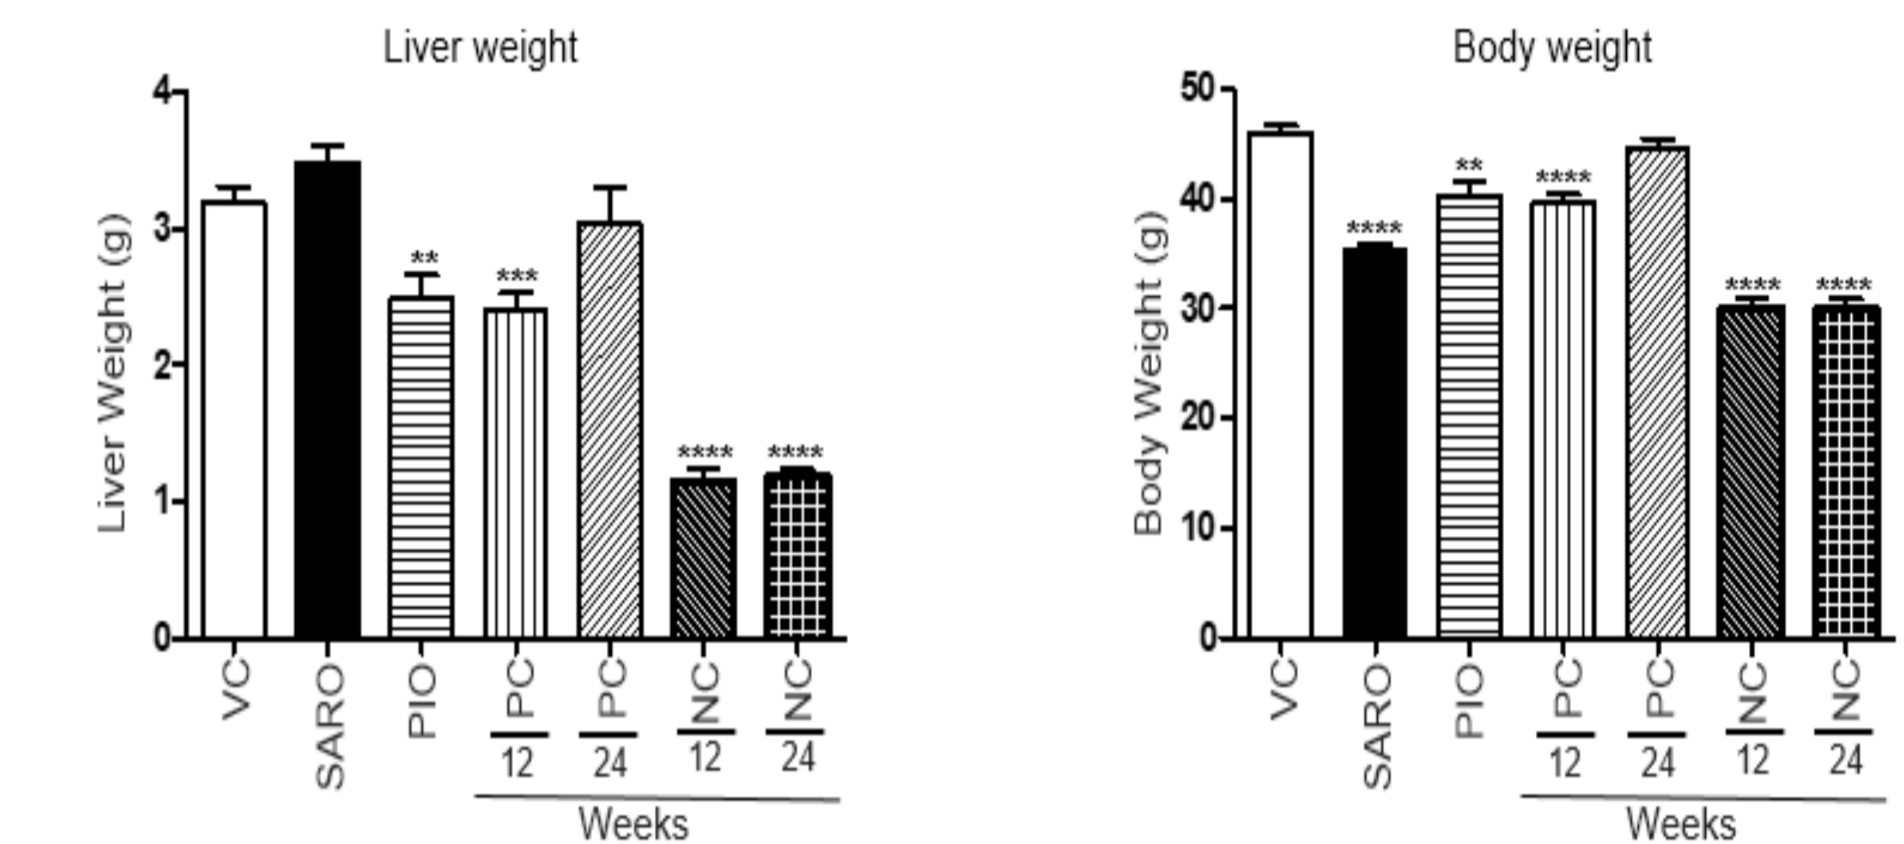 Liver weight
Liver Weight (g)
4
3
2
1
0
**
***
****
****
VC
SARO
PIO
PC
PC
NC
NC
12
24
12
24
Weeks
Body weight
Body Weight (g)
50
40
30
20
10
0
****
**
****
****
****
VC
SARO
PIO
PC
PC
NC
NC
12
24
12
24
Weeks